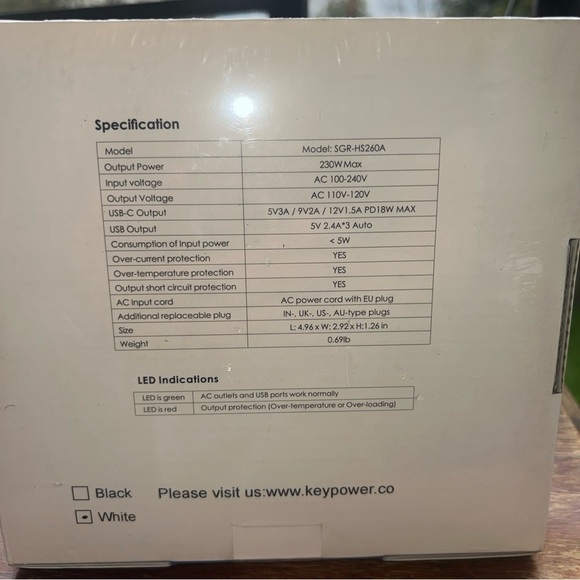 Specification
Model Model: SGR-HS260A
Output Power 230W Max
Input voltage AC 100-240V
Output Voltage AC 110V-120V
USB-C Output 5V3A / 9V2A / 12V1.5A PD18W MAX
USB Output 5V 2.4A*3 Auto
Consumption of Input power < 5W
Over-current protection YES
Over-temperature protection YES
Output short circuit protection YES
AC Input cord AC power cord with EU plug
Additional replaceable plug IN-, UK-, US-, AU-type plugs
Size L: 4.96 x W: 2.92 x H:1.26 in
Weight 0.69lb
LED Indications
LED is green AC outlets and USB ports work normally
LED is red Output protection (Over-temperature or Over-loading)
Black Please visit us:www.keypower.co
White